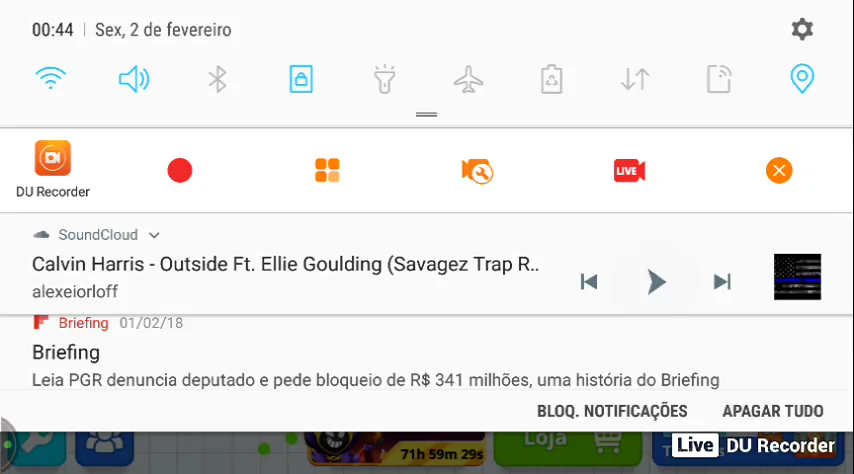 00:44 | Sex, 2 de fevereiro
DU Recorder
LIVE
SoundCloud
Calvin Harris - Outside Ft. Ellie Goulding (Savagez Trap R..
alexeiorloff
Briefing 01/02/18
Briefing
Leia PGR denuncia deputado e pede bloqueio de R$ 341 milhões, uma história do Briefing
BLOQ. NOTIFICAÇÕES APAGAR TUDO
71h 59m 29s
Loja
Live DU Recorder